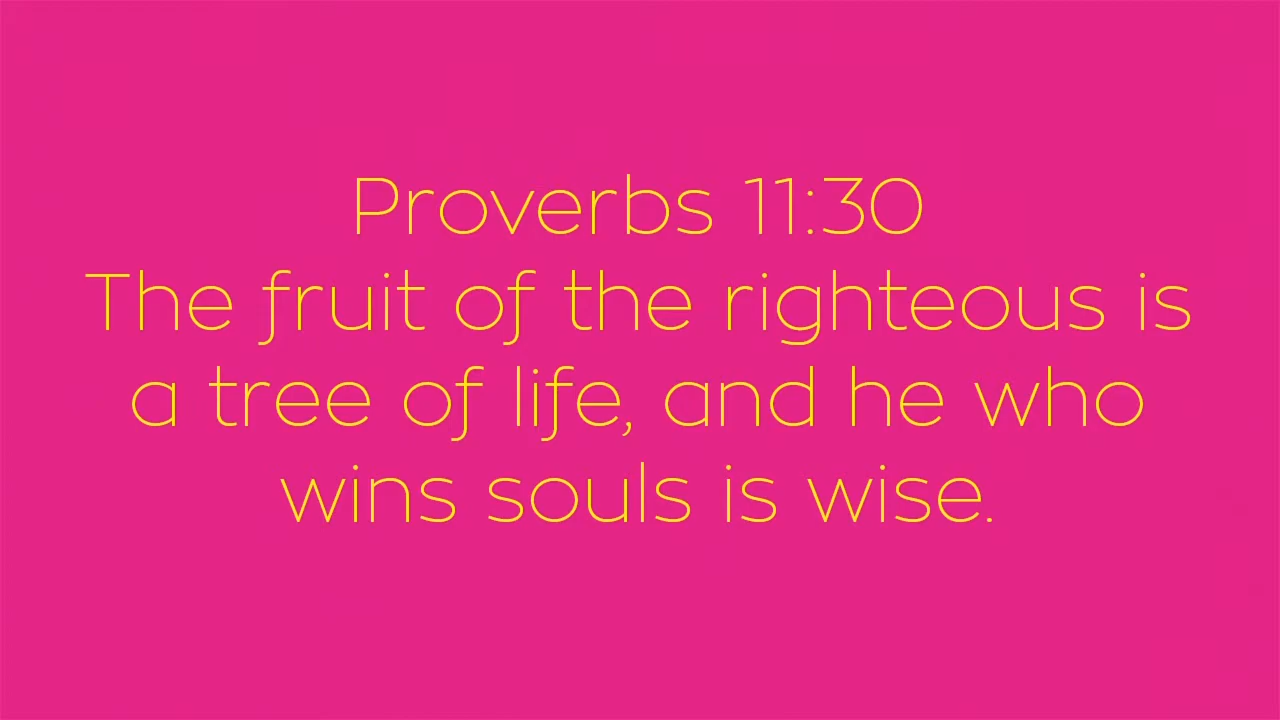 Proverbs 11:30
The fruit of the righteous is
a tree of life, and he who
wins souls is wise.